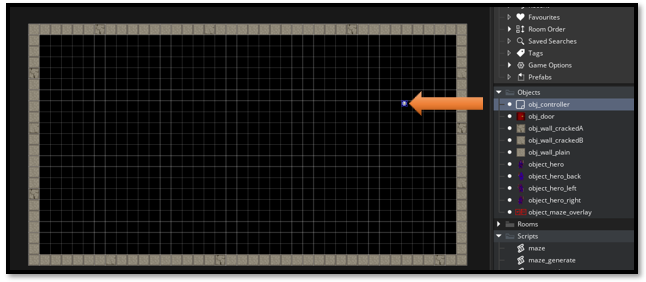 Favourites
Room Order
Saved Searches
Tags
Game Options
Prefabs
Objects
obj_controller
obj_door
obj_wall_crackedA
obj_wall_crackedB
obj_wall_plain
object_hero
object_hero_back
object_hero_left
object_hero_right
object_maze_overlay
Rooms
Scripts
maze
maze_generate